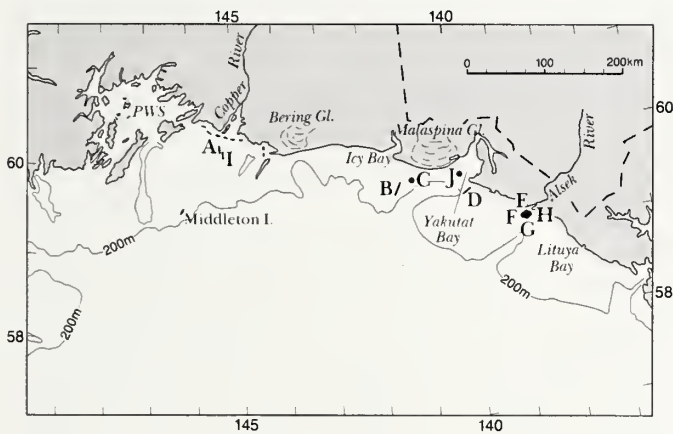 145
140
River
0
100
200km
Copper
PWS
Bering Gl.
Malaspina Gl.
60
River
A
I
Icy Bay
60
B
C
J
D
Alsek
E
F
H
G
Middleton I.
Yakutat
Bay
200m
Lituya
Bay
200m
200m
58
58
145
140